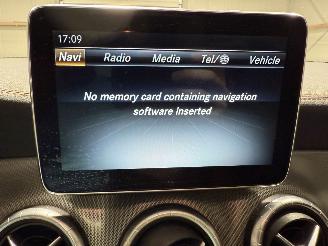 17:09
Navi Radio Media Tel/ Vehicle
No memory card containing navigation
software inserted